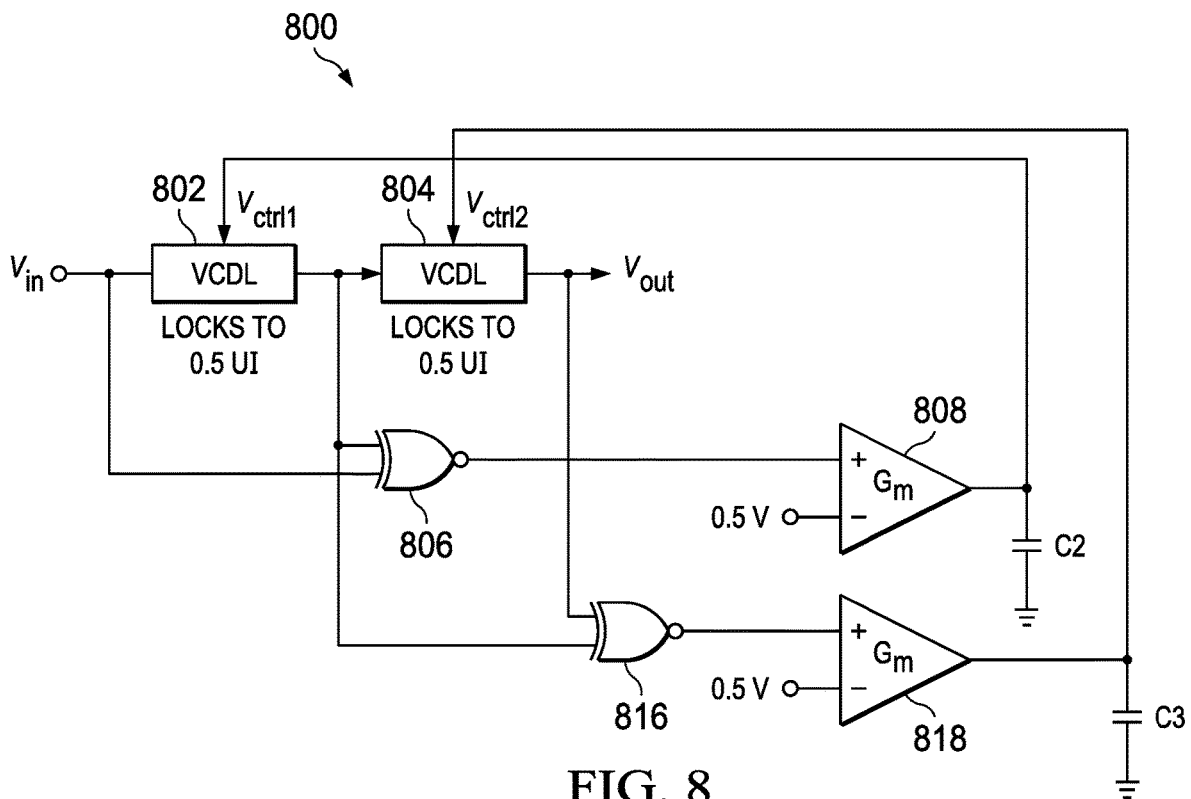 800
802
804
Vctrl1
Vctrl2
Vin
VCDL
VCDL
Vout
LOCKS TO
0.5 UI
LOCKS TO
0.5 UI
808
+
Gm
806
0.5 V
−
C2
+
Gm
816
0.5 V
−
818
C3
FIG. 8